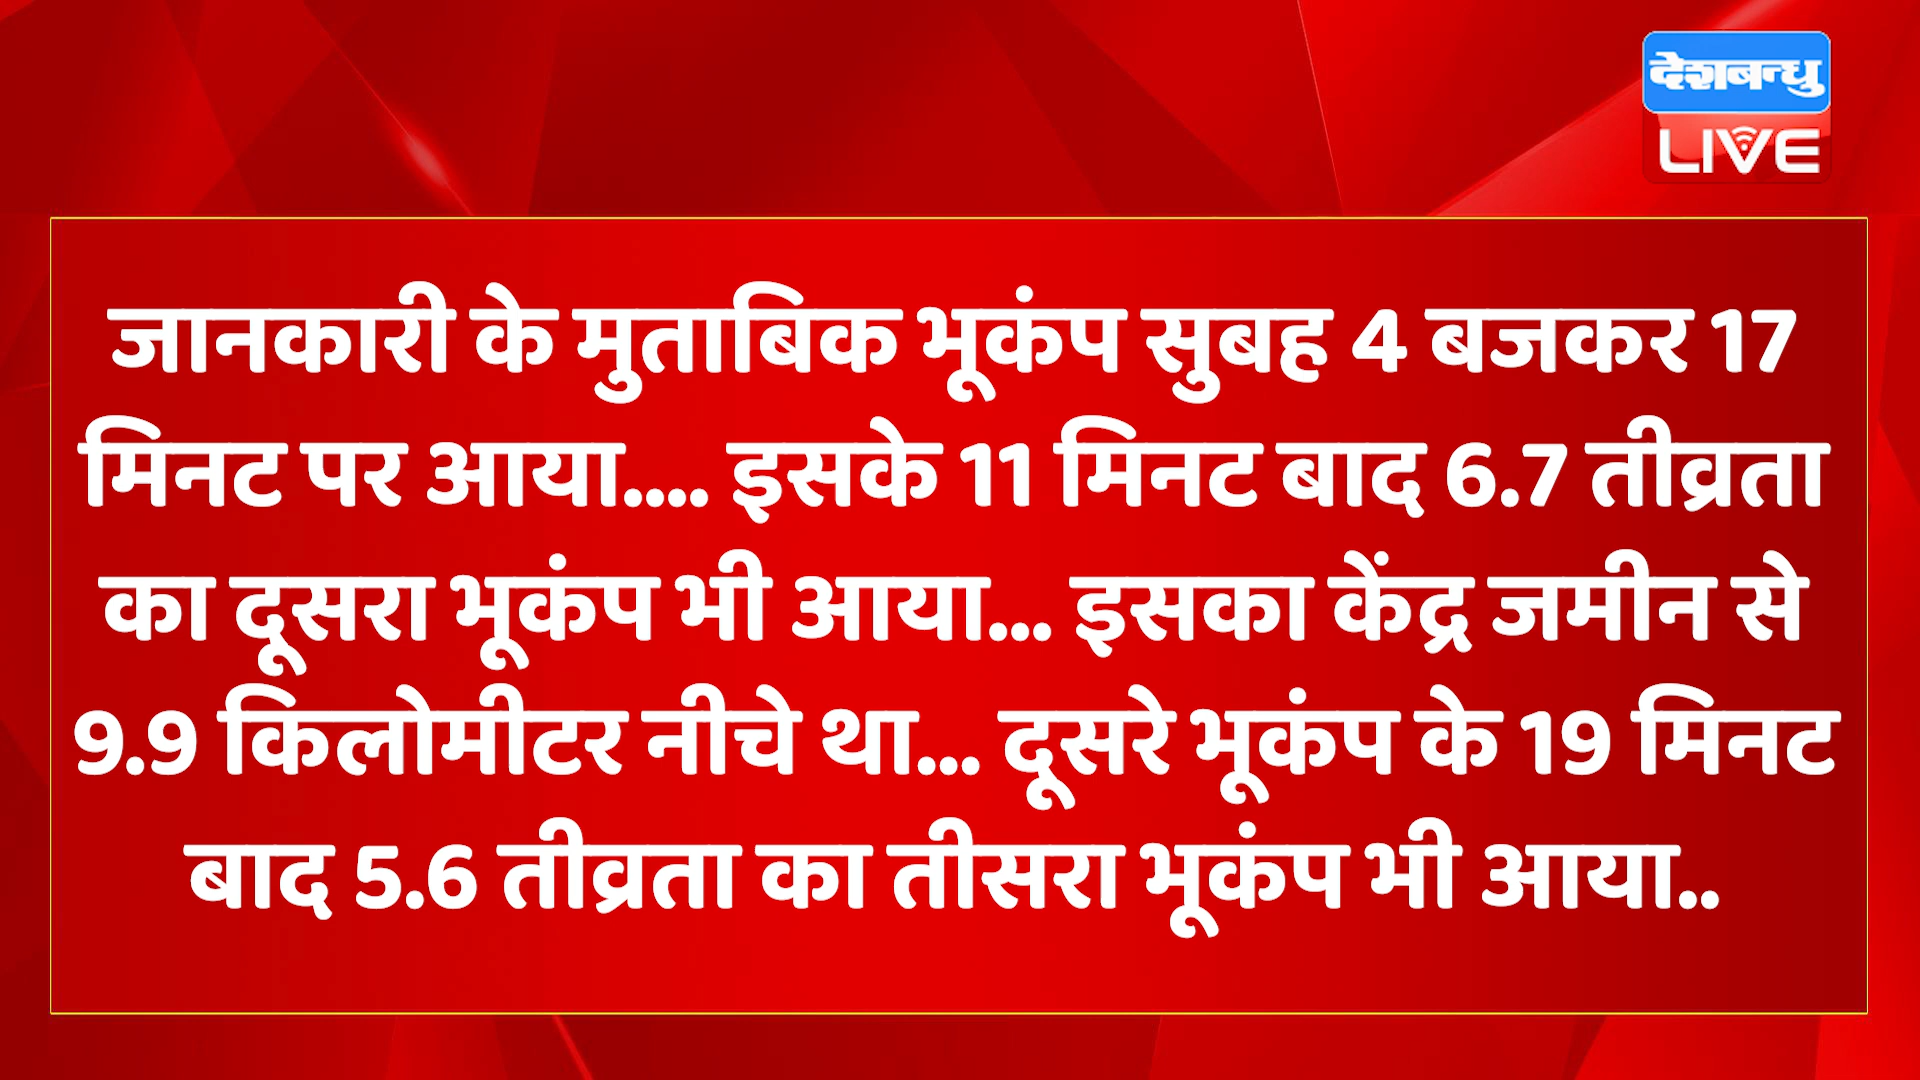 देशबन्धु
LIVE
जानकारी के मुताबिक भूकंप सुबह 4 बजकर 17
मिनट पर आया.... इसके 11 मिनट बाद 6.7 तीव्रता
का दूसरा भूकंप भी आया... इसका केंद्र जमीन से
9.9 किलोमीटर नीचे था... दूसरे भूकंप के 19 मिनट
बाद 5.6 तीव्रता का तीसरा भूकंप भी आया..